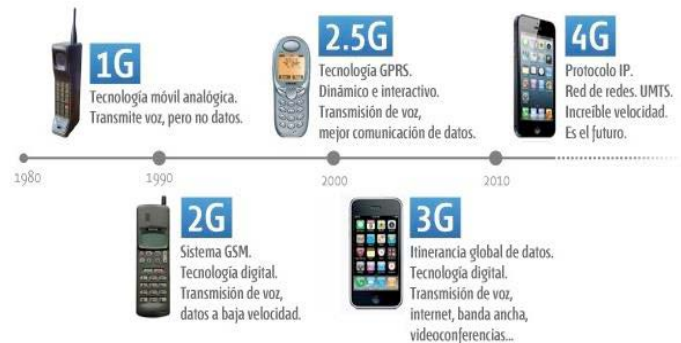 1G
Tecnología móvil analógica.
Transmite voz, pero no datos.
2.5G
Tecnología GPRS.
Dinámico e interactivo.
Transmisión de voz,
mejor comunicación de datos.
4G
Protocolo IP.
Red de redes. UMTS.
Increíble velocidad.
Es el futuro.
1980
1990
2000
2010
2G
Sistema GSM.
Tecnología digital.
Transmisión de voz,
datos a baja velocidad.
3G
Itinerancia global de datos.
Tecnología digital.
Transmisión de voz,
internet, banda ancha,
videoconferencias...